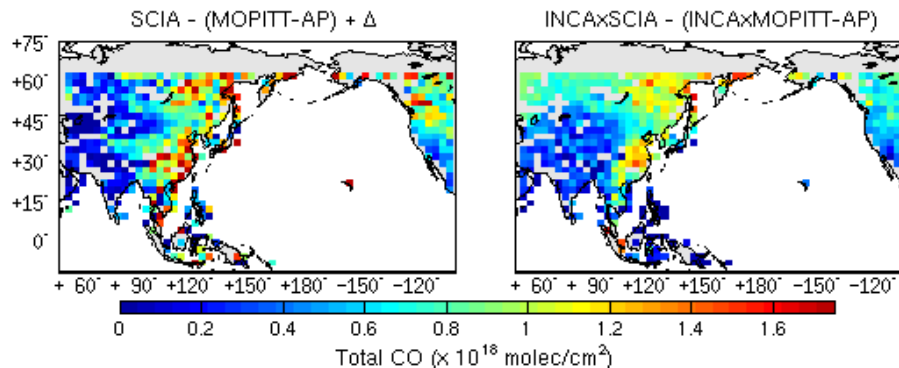 SCIA - (MOPITT-AP) + Δ
INCAxSCIA - (INCAxMOPITT-AP)
+75˚
+60˚
+45˚
+30˚
+15˚
0˚
+ 60˚ + 90˚ +120˚ +150˚ −150˚ −120˚
+ 60˚ + 90˚ +120˚ +150˚ −150˚ −120˚
0 0.2 0.4 0.6 0.8 1 1.2 1.4 1.6
Total CO (× 10¹⁸ molec/cm²)